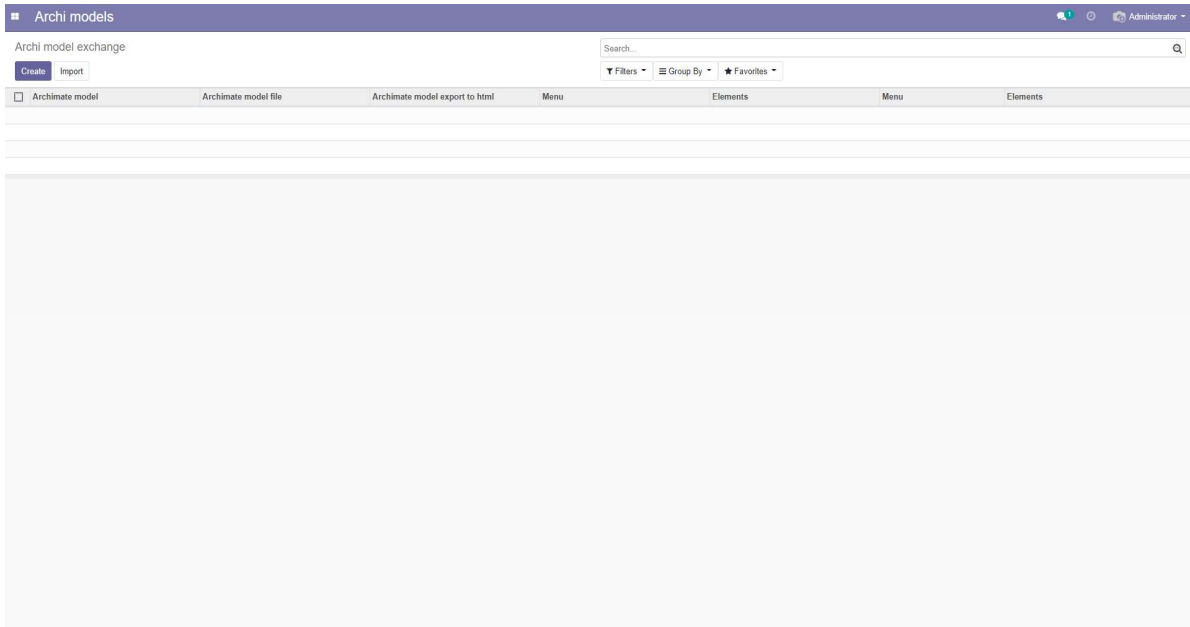 Archi models
1
Administrator
Archi model exchange
Search...
Create
Import
Filters
Group By
Favorites
Archimate model
Archimate model file
Archimate model export to html
Menu
Elements
Menu
Elements